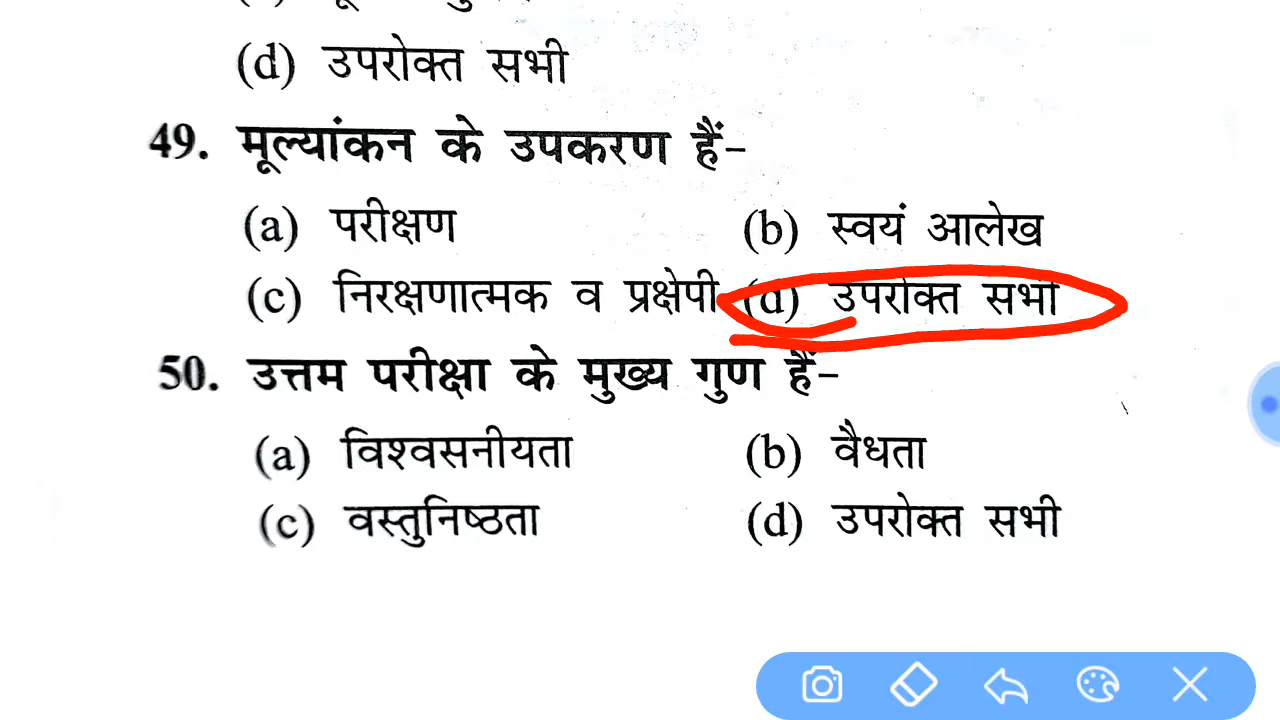 (d) उपरोक्त सभी
49. मूल्यांकन के उपकरण हैं-
(a) परीक्षण (b) स्वयं आलेख
(c) निरक्षणात्मक व प्रक्षेपी (d) उपरोक्त सभी
50. उत्तम परीक्षा के मुख्य गुण हैं-
(a) विश्वसनीयता (b) वैधता
(c) वस्तुनिष्ठता (d) उपरोक्त सभी